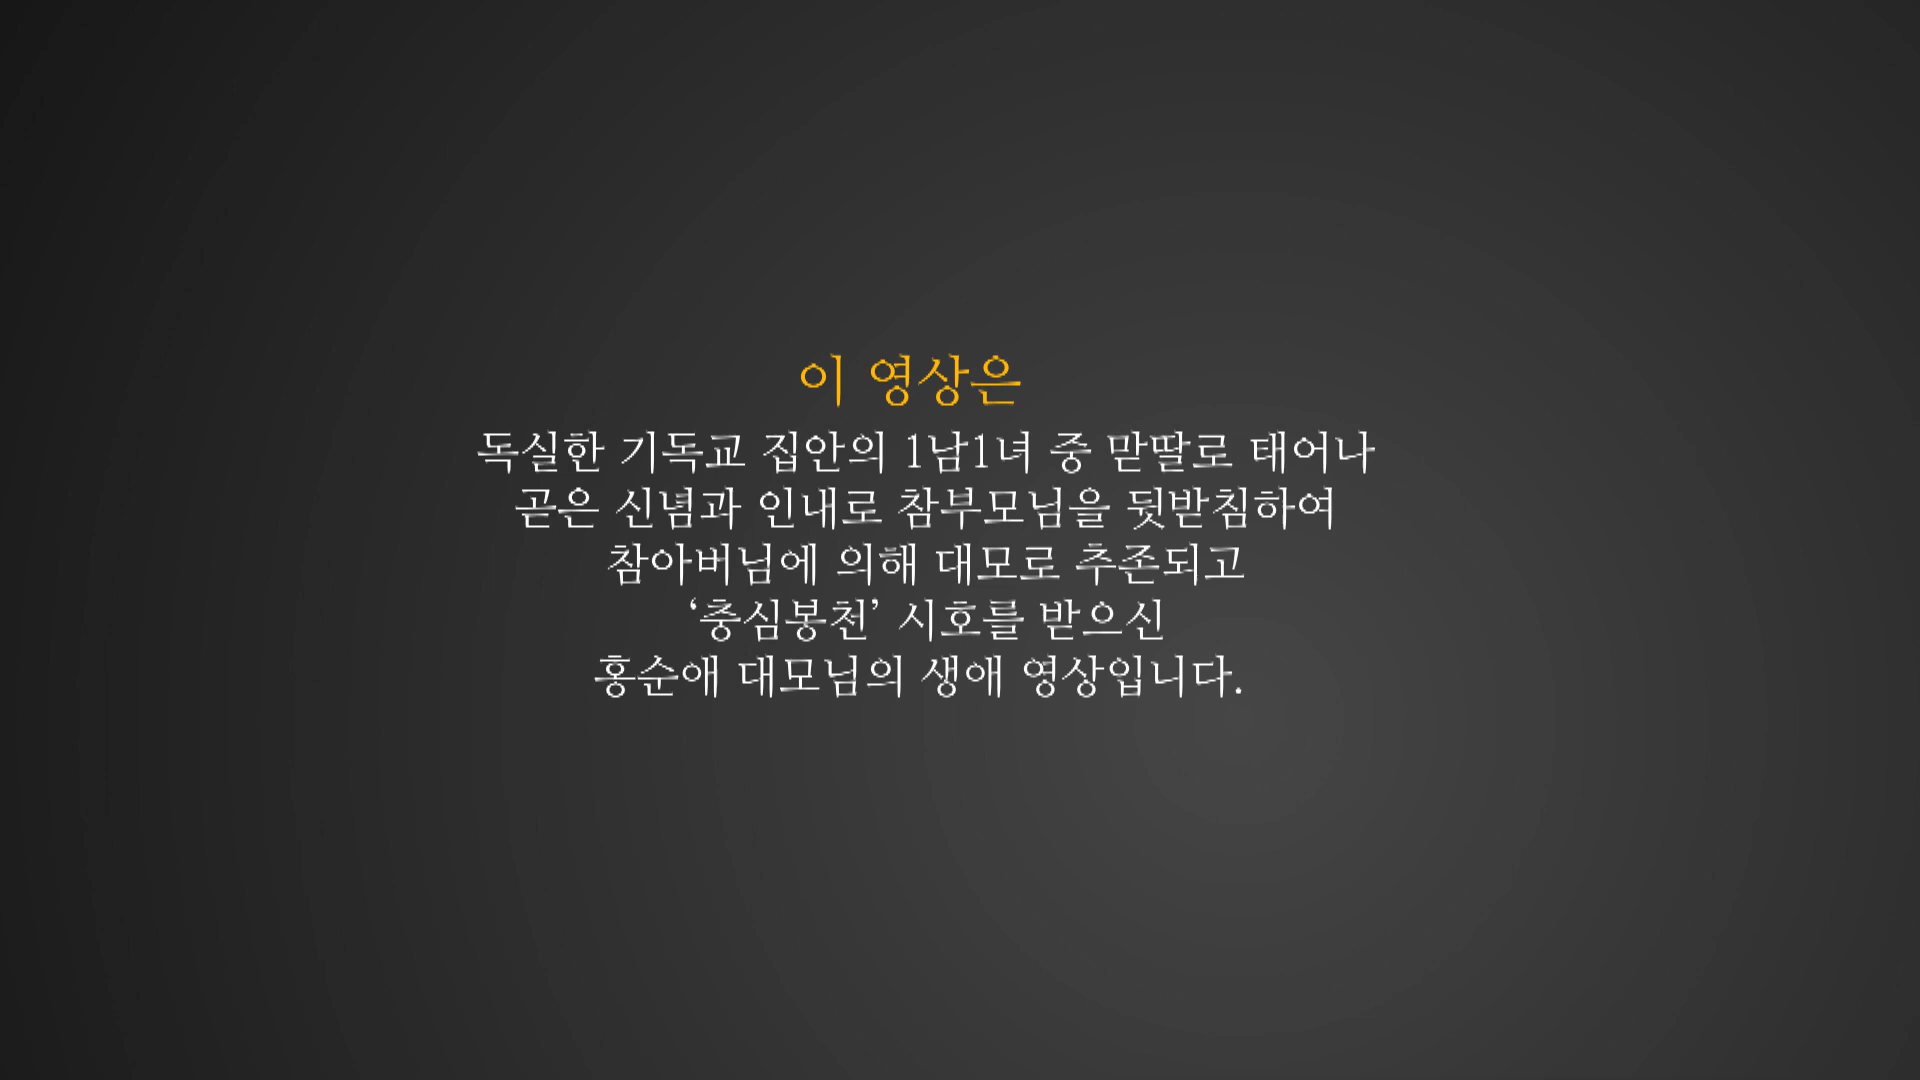 이 영상은
독실한 기독교 집안의 1남1녀 중 맏딸로 태어나
곧은 신념과 인내로 참부모님을 뒷받침하여
참아버님에 의해 대모로 추존되고
‘충심봉천’ 시호를 받으신
홍순애 대모님의 생애 영상입니다.